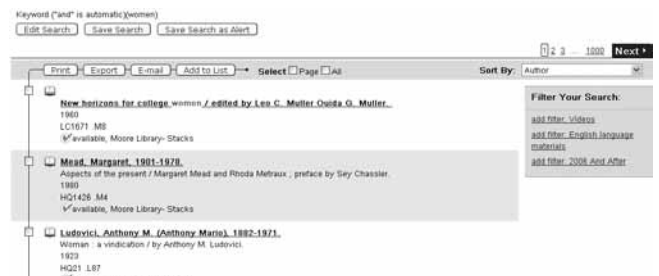 Keyword ("and" is automatic)(women)
Edit Search Save Search Save Search as Alert
1 2 3 ... 1000 Next
Print Export E-mail Add to List Select Page All Sort By: Author
New horizons for college women / edited by Leo C. Muller Ouida G. Muller.
1960
LC1671 .M8
available, Moore Library- Stacks
Mead, Margaret, 1901-1978.
Aspects of the present / Margaret Mead and Rhoda Metraux ; preface by Sey Chassler.
1980
HQ1426 .M4
available, Moore Library- Stacks
Ludovici, Anthony M. (Anthony Mario), 1882-1971.
Woman : a vindication / by Anthony M. Ludovici.
1923
HQ21 .L87
Filter Your Search:
add filter: Videos
add filter: English language
materials
add filter: 2008 And After